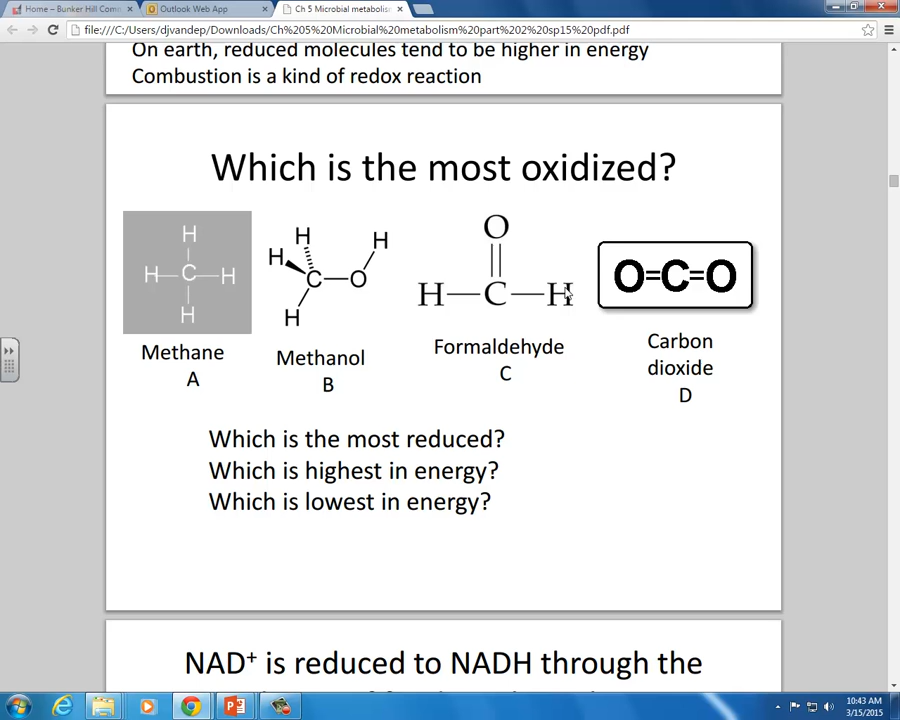 Home – Bunker Hill Comm
Outlook Web App
Ch 5 Microbial metabolism
file:///C:/Users/djvandep/Downloads/Ch%205%20Microbial%20metabolism%20part%202%20sp15%20pdf.pdf
On earth, reduced molecules tend to be higher in energy
Combustion is a kind of redox reaction
Which is the most oxidized?
H
H—C—H
H
H
H
H
C—O
H
O
H—C—H
O=C=O
Methane
A
Methanol
B
Formaldehyde
C
Carbon
dioxide
D
Which is the most reduced?
Which is highest in energy?
Which is lowest in energy?
NAD⁺ is reduced to NADH through the
10:43 AM
3/15/2015